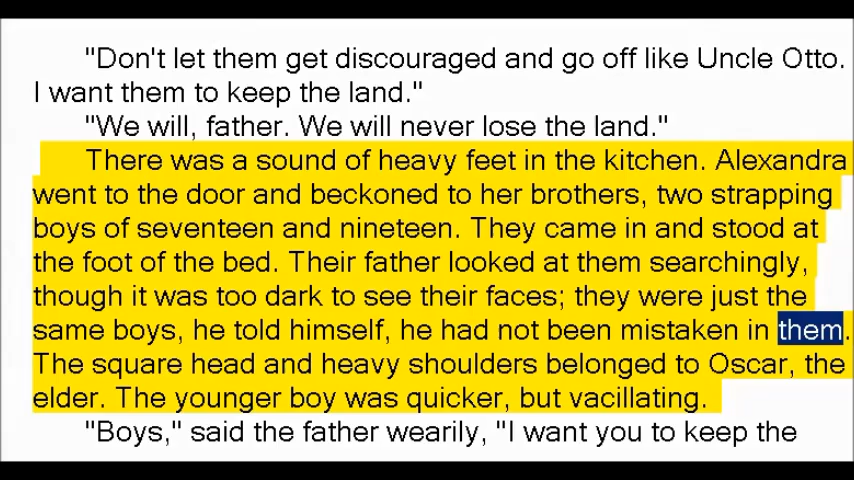 "Don't let them get discouraged and go off like Uncle Otto.
I want them to keep the land."
"We will, father. We will never lose the land."
There was a sound of heavy feet in the kitchen. Alexandra
went to the door and beckoned to her brothers, two strapping
boys of seventeen and nineteen. They came in and stood at
the foot of the bed. Their father looked at them searchingly,
though it was too dark to see their faces; they were just the
same boys, he told himself, he had not been mistaken in them.
The square head and heavy shoulders belonged to Oscar, the
elder. The younger boy was quicker, but vacillating.
"Boys," said the father wearily, "I want you to keep the